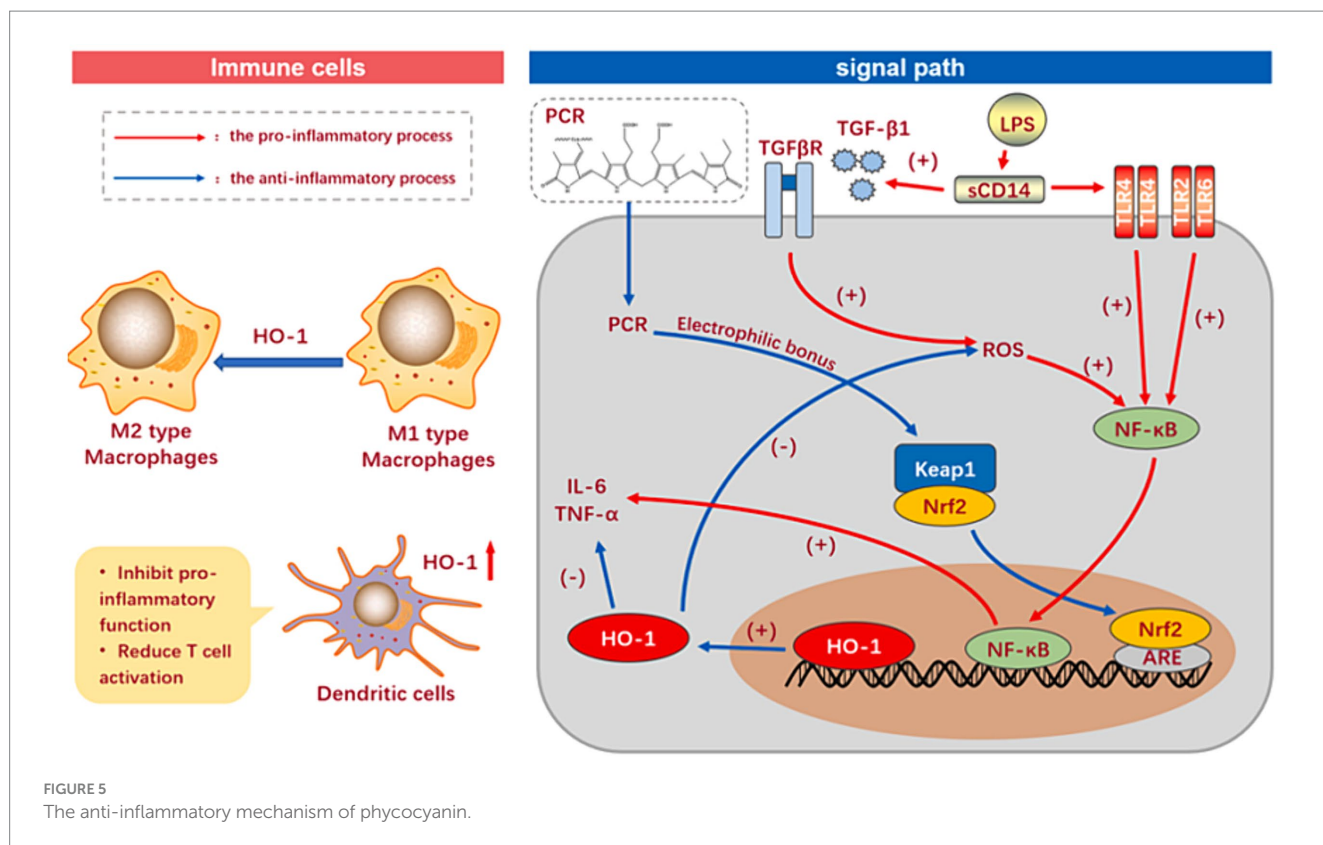 Immune cells
: the pro-inflammatory process
: the anti-inflammatory process
HO-1
M2 type
Macrophages
M1 type
Macrophages
• Inhibit pro-
inflammatory
function
• Reduce T cell
activation
HO-1
Dendritic cells
signal path
PCR
TGFβR
TGF-β1
(+)
LPS
sCD14
TLR4
TLR4
TLR2
TLR6
(+)
(+)
(+)
PCR
Electrophilic bonus
ROS
(+)
NF-κB
(-)
Keap1
Nrf2
IL-6
TNF-α
(+)
(-)
HO-1
(+)
HO-1
NF-κB
Nrf2
ARE
FIGURE 5
The anti-inflammatory mechanism of phycocyanin.